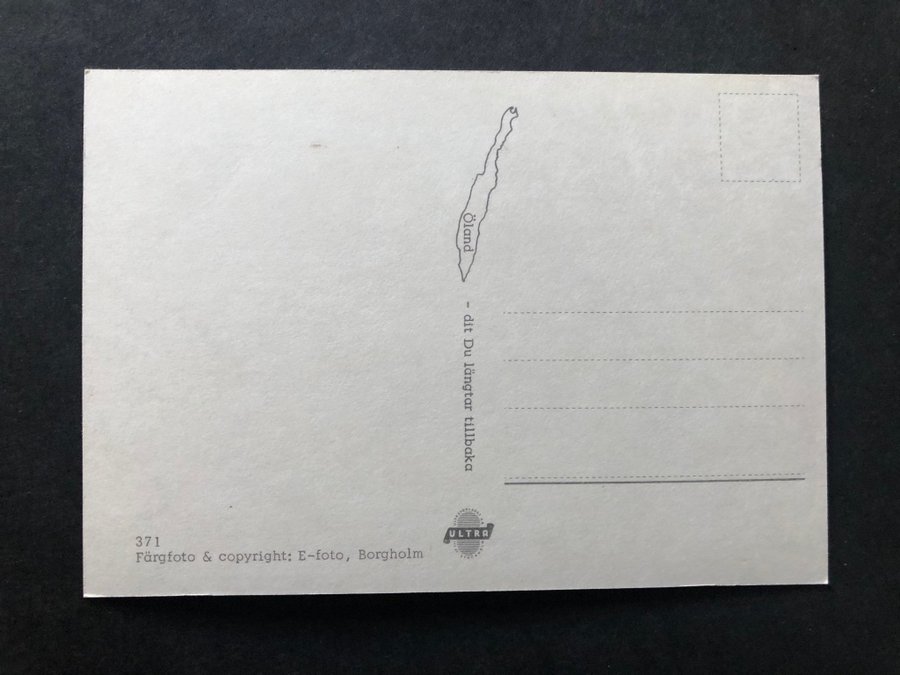 Öland
- dit Du längtar tillbaka
371
Färgfoto & copyright: E-foto, Borgholm
ULTRA